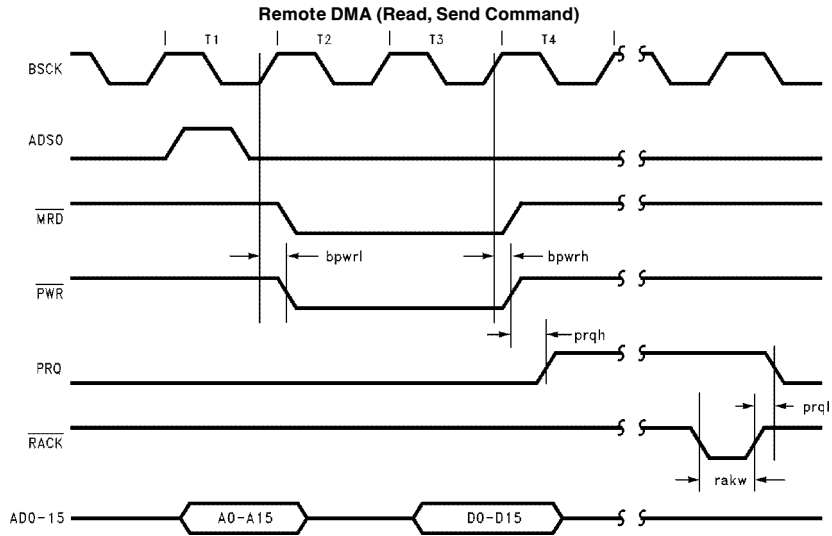 Remote DMA (Read, Send Command)
T1 T2 T3 T4
BSCK
ADS0
MRD
bpwrl bpwrh
PWR
prqh
PRQ
prql
RACK
rakw
AD0-15 A0-A15 D0-D15